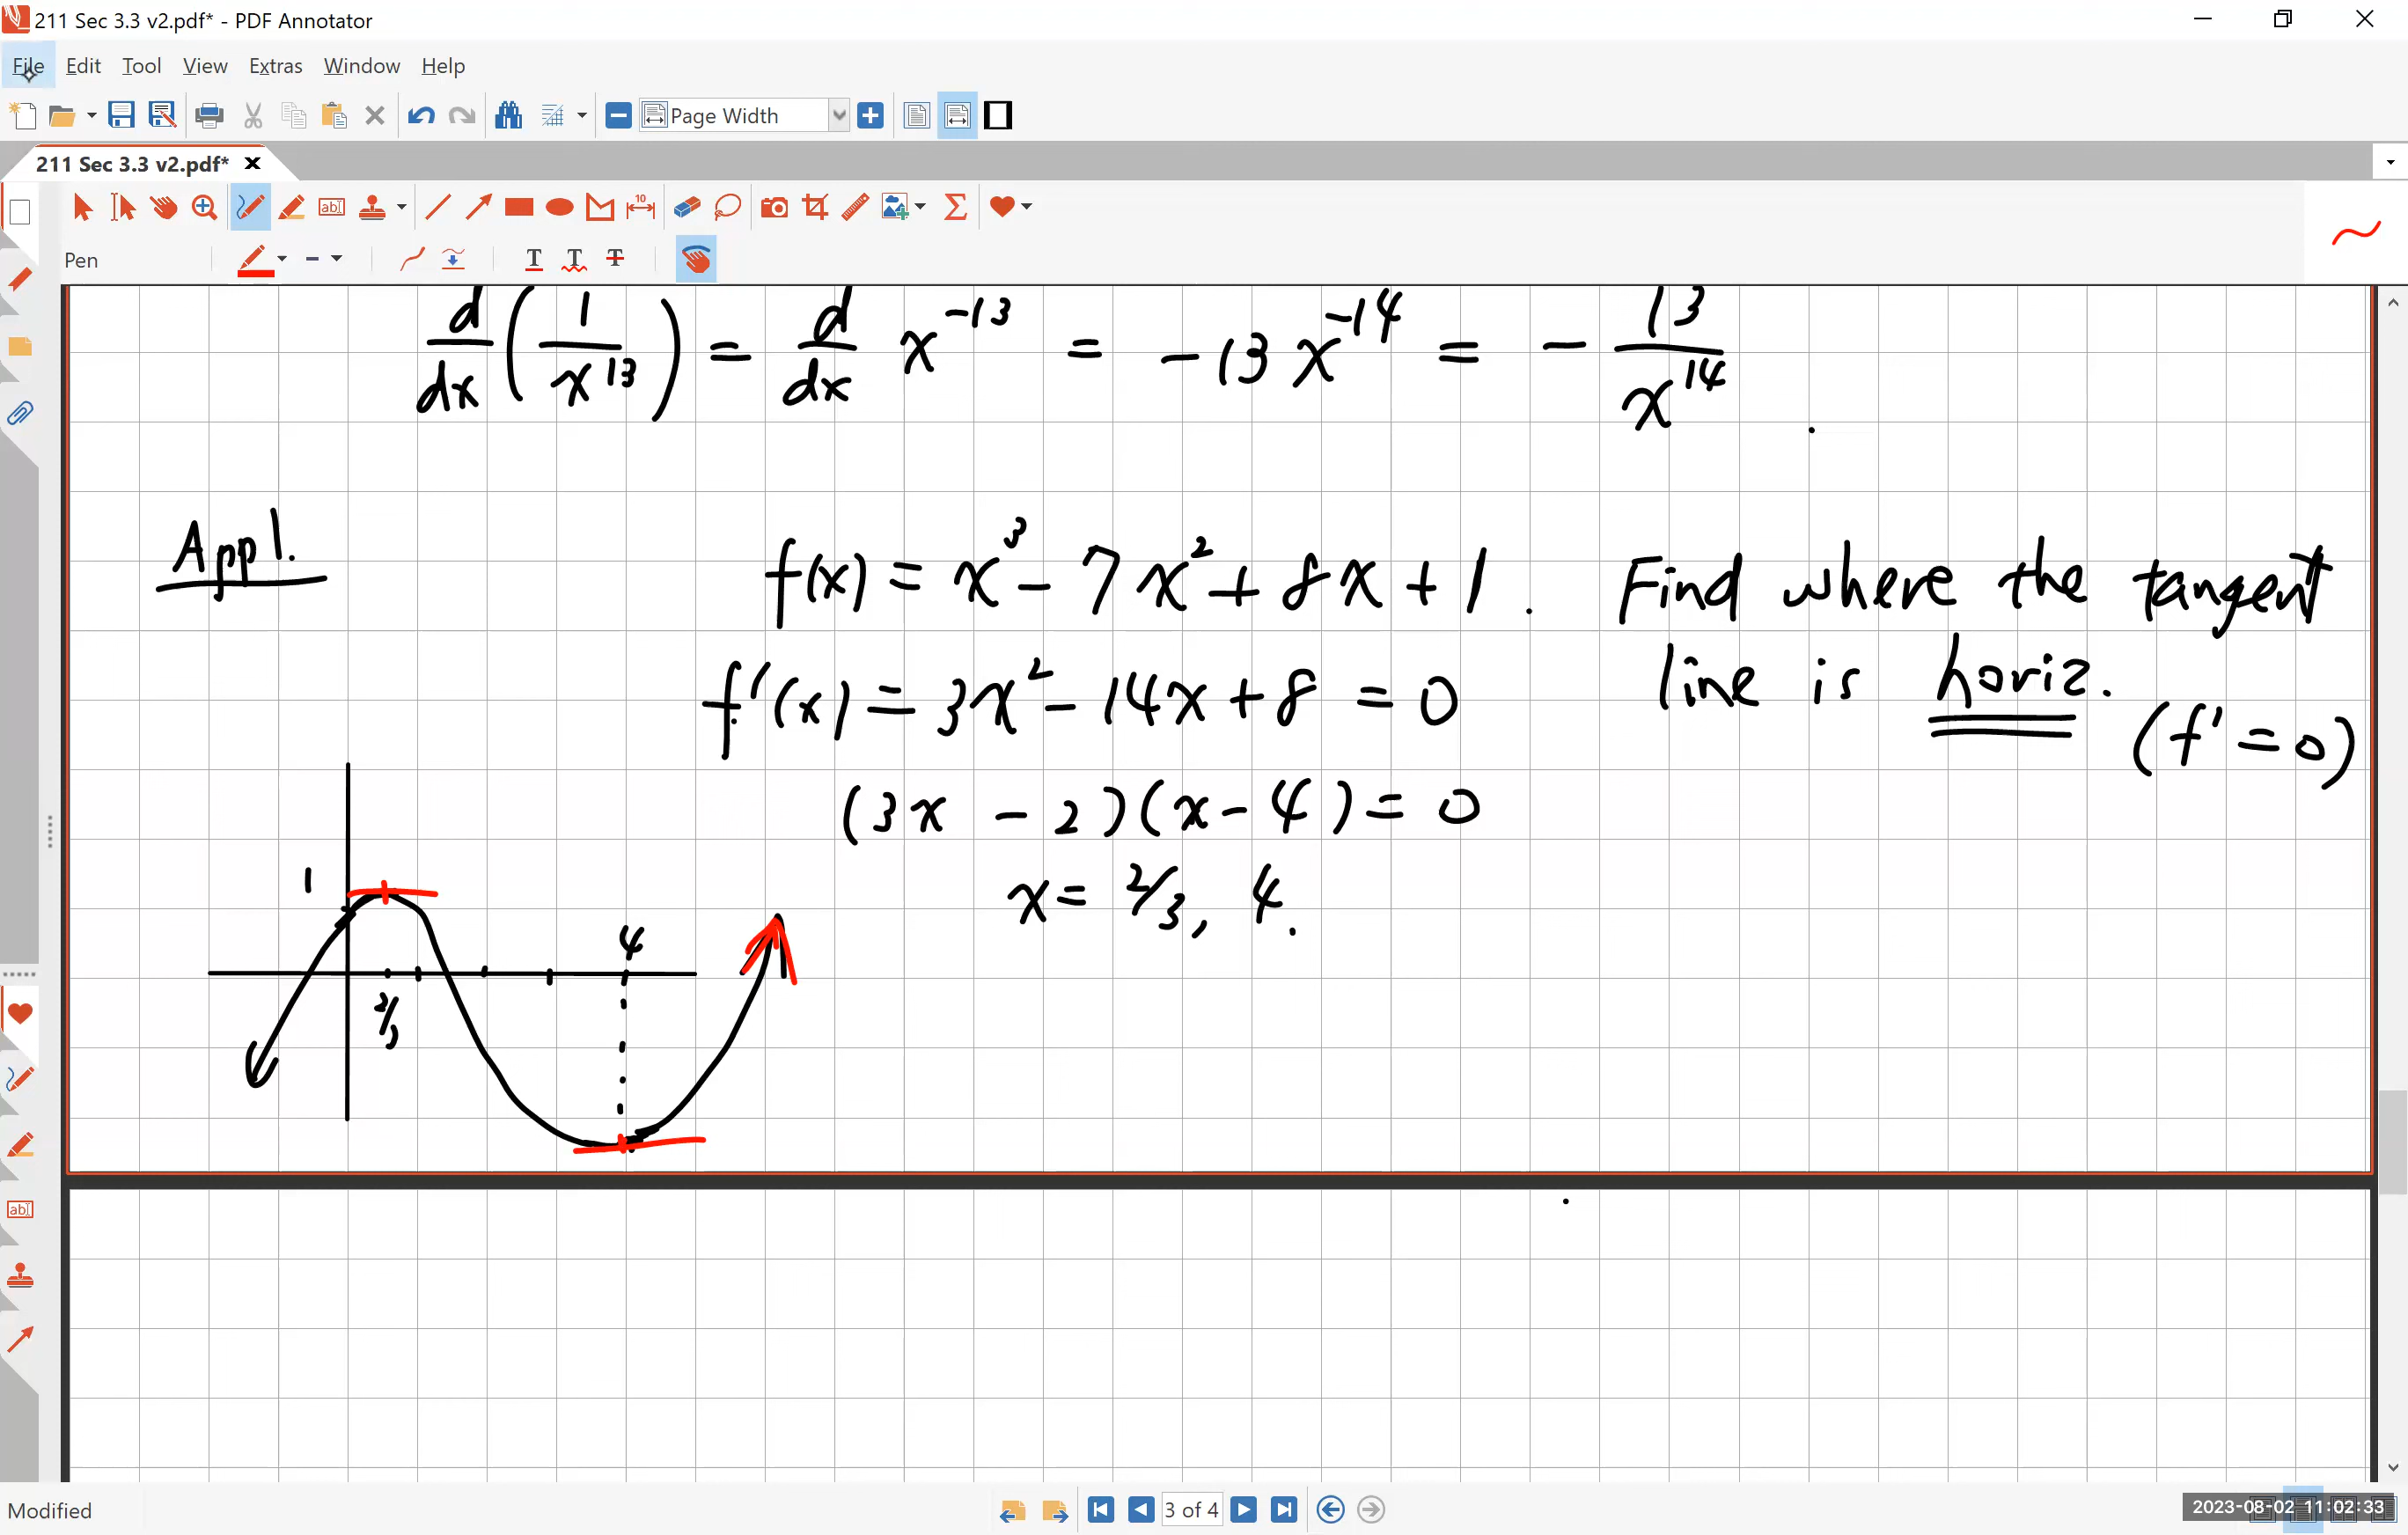 211 Sec 3.3 v2.pdf* - PDF Annotator
File Edit Tool View Extras Window Help
Page Width
211 Sec 3.3 v2.pdf*
10
Pen
d/dx (1/x^13) = d/dx x^-13 = -13x^-14 = - 13/x^14 .
Appl.
f(x) = x^3 - 7x^2 + 8x + 1 . Find where the tangent
line is horiz.
f'(x) = 3x^2 - 14x + 8 = 0
(f' = 0)
(3x - 2)(x - 4) = 0
x = 2/3, 4.
1
4
2/3
Modified
3 of 4
2023-08-02 11:02:33